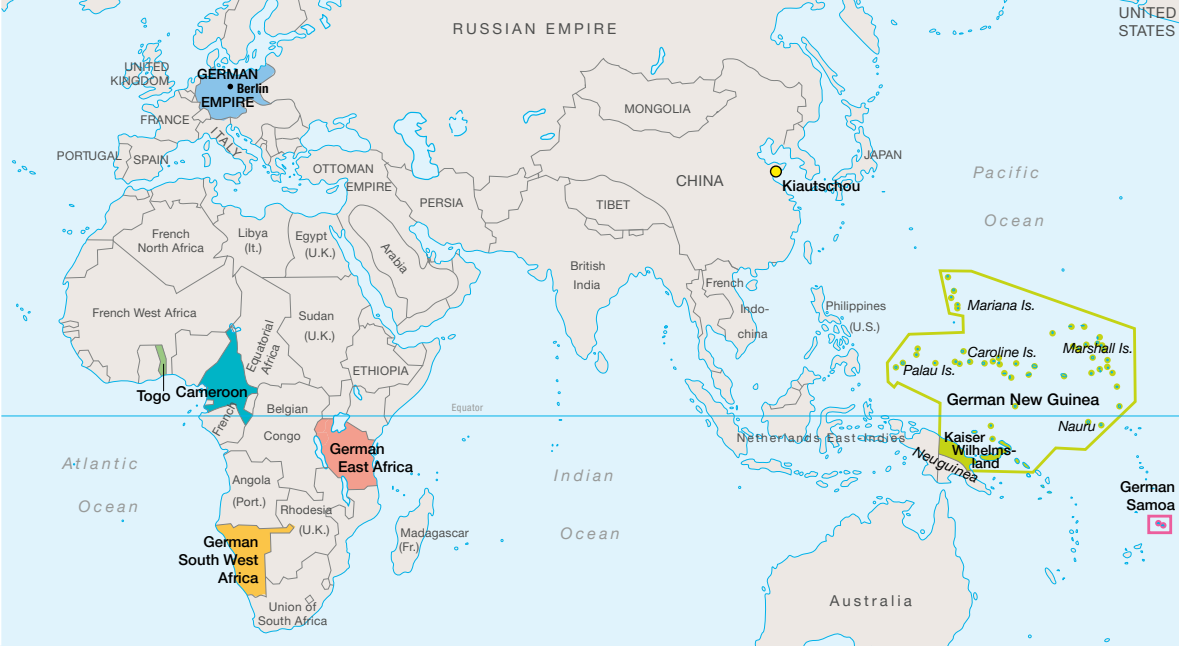 UNITED
STATES
RUSSIAN EMPIRE
UNITED
KINGDOM
GERMAN
Berlin
EMPIRE
MONGOLIA
FRANCE
ITALY
PORTUGAL
SPAIN
JAPAN
OTTOMAN
EMPIRE
CHINA
Kiautschou
Pacific
Ocean
PERSIA
TIBET
French
North Africa
Libya
(It.)
Egypt
(U.K.)
Arabia
British
India
French
Indo-
china
Philippines
(U.S.)
Mariana Is.
French West Africa
Sudan
(U.K.)
Equatorial
Africa
French
ETHIOPIA
Caroline Is.
Marshall Is.
Palau Is.
Togo
Cameroon
German New Guinea
Belgian
Congo
Equator
Nauru
Netherlands East-Indies
Kaiser
Wilhelms-
land
Neuguinea
German
East Africa
Atlantic
Ocean
Indian
Ocean
Angola
(Port.)
Rhodesia
(U.K.)
German
Samoa
Madagascar
(Fr.)
German
South West
Africa
Union of
South Africa
Australia